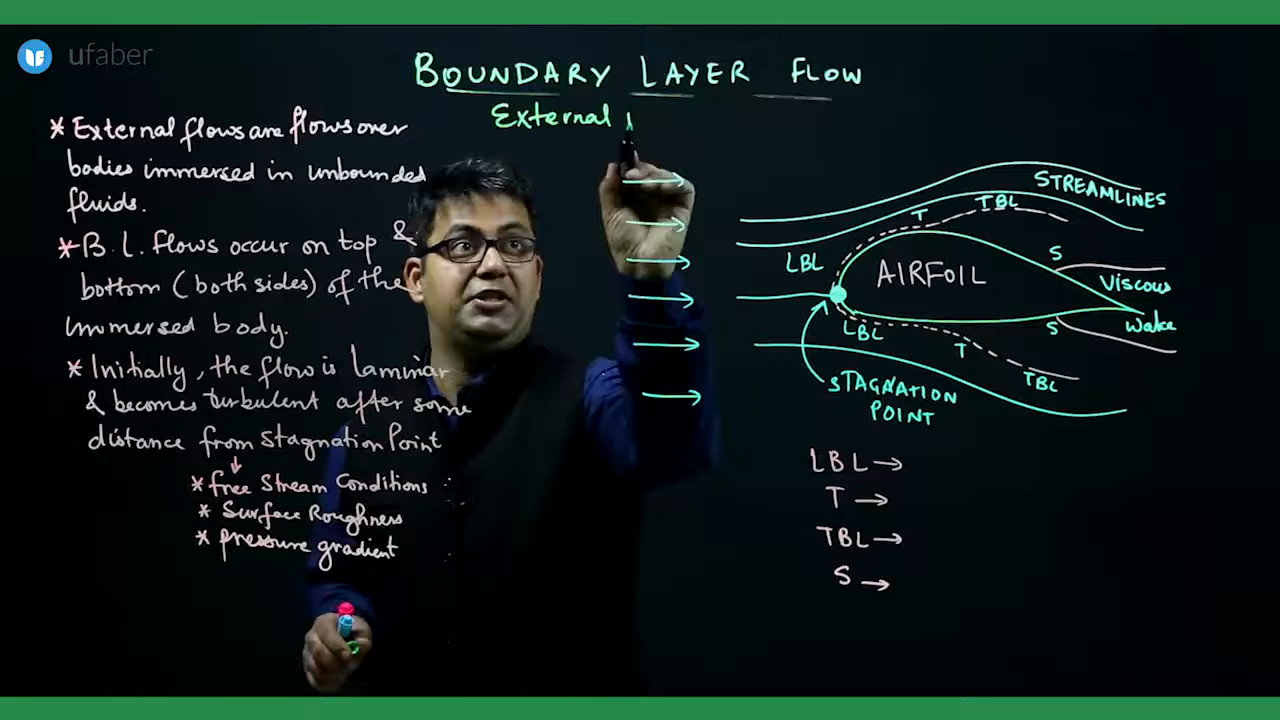 ufaber
BOUNDARY LAYER FLOW
External
* External flows are flows over
bodies immersed in unbounded
fluids.
* B.L. flows occur on top &
bottom (both sides) of the
immersed body.
* Initially, the flow is laminar
& becomes turbulent after some
distance from stagnation Point
* free Stream Conditions
* Surface Roughness
* pressure gradient
STREAMLINES
T
TBL
LBL
AIRFOIL
S
VISCOUS
Wake
S
LBL
T
TBL
STAGNATION
POINT
LBL →
T →
TBL →
S →